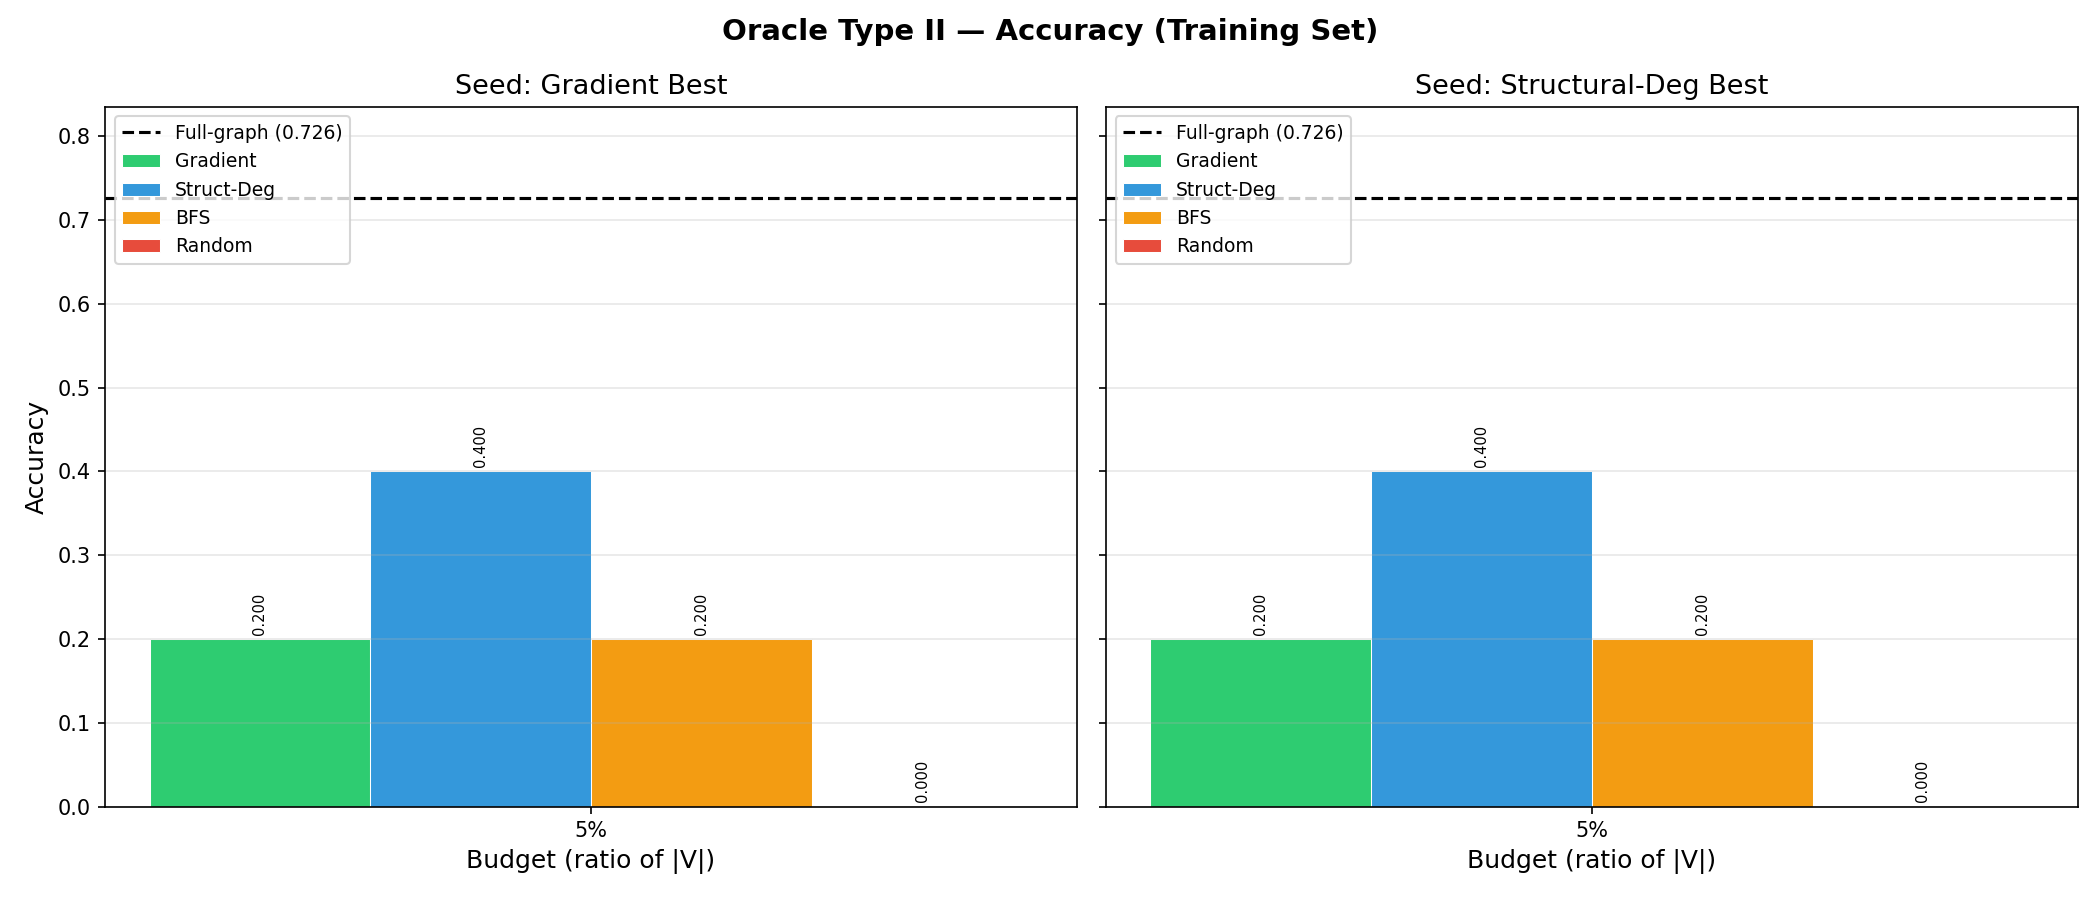 Oracle Type II — Accuracy (Training Set)
Seed: Gradient Best
Full-graph (0.726)
Gradient
Struct-Deg
BFS
Random
Accuracy
0.8
0.7
0.6
0.5
0.4
0.3
0.2
0.1
0.0
0.200
0.400
0.200
0.000
5%
Budget (ratio of |V|)
Seed: Structural-Deg Best
Full-graph (0.726)
Gradient
Struct-Deg
BFS
Random
0.200
0.400
0.200
0.000
5%
Budget (ratio of |V|)